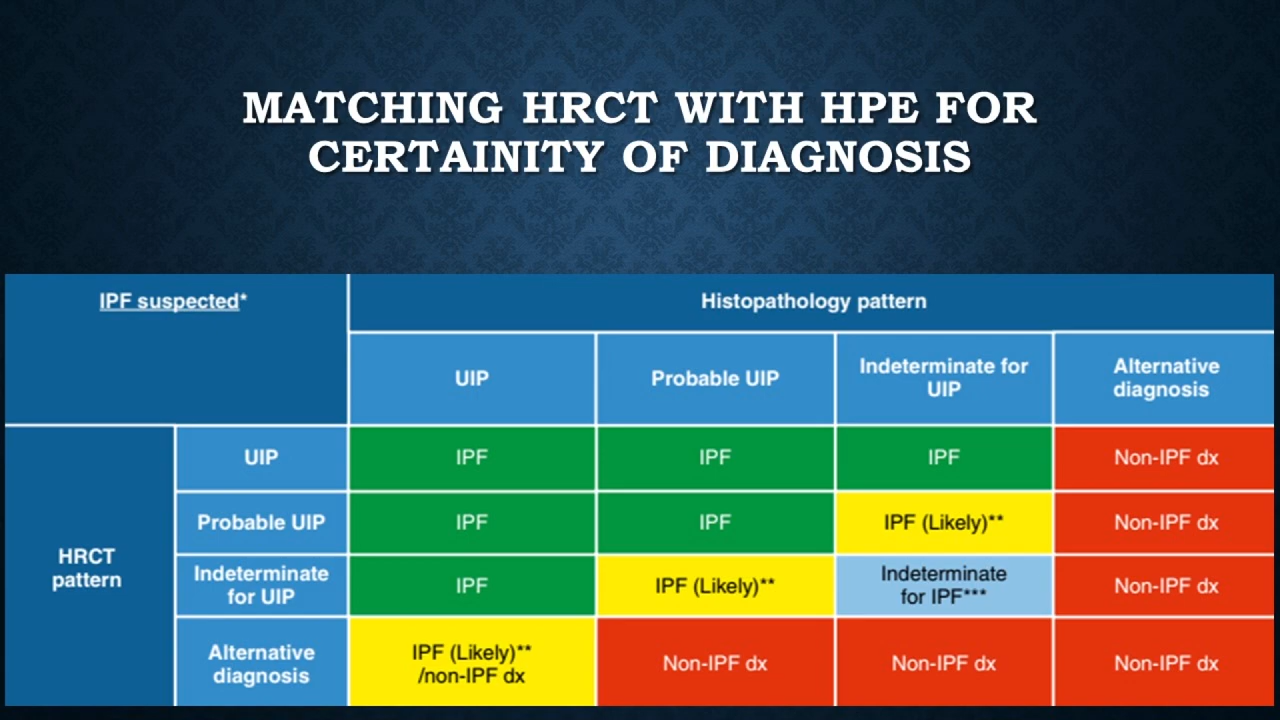 MATCHING HRCT WITH HPE FOR
CERTAINITY OF DIAGNOSIS
IPF suspected*
Histopathology pattern
UIP
Probable UIP
Indeterminate for
UIP
Alternative
diagnosis
HRCT
pattern
UIP
IPF
IPF
IPF
Non-IPF dx
Probable UIP
IPF
IPF
IPF (Likely)**
Non-IPF dx
Indeterminate
for UIP
IPF
IPF (Likely)**
Indeterminate
for IPF***
Non-IPF dx
Alternative
diagnosis
IPF (Likely)**
/non-IPF dx
Non-IPF dx
Non-IPF dx
Non-IPF dx